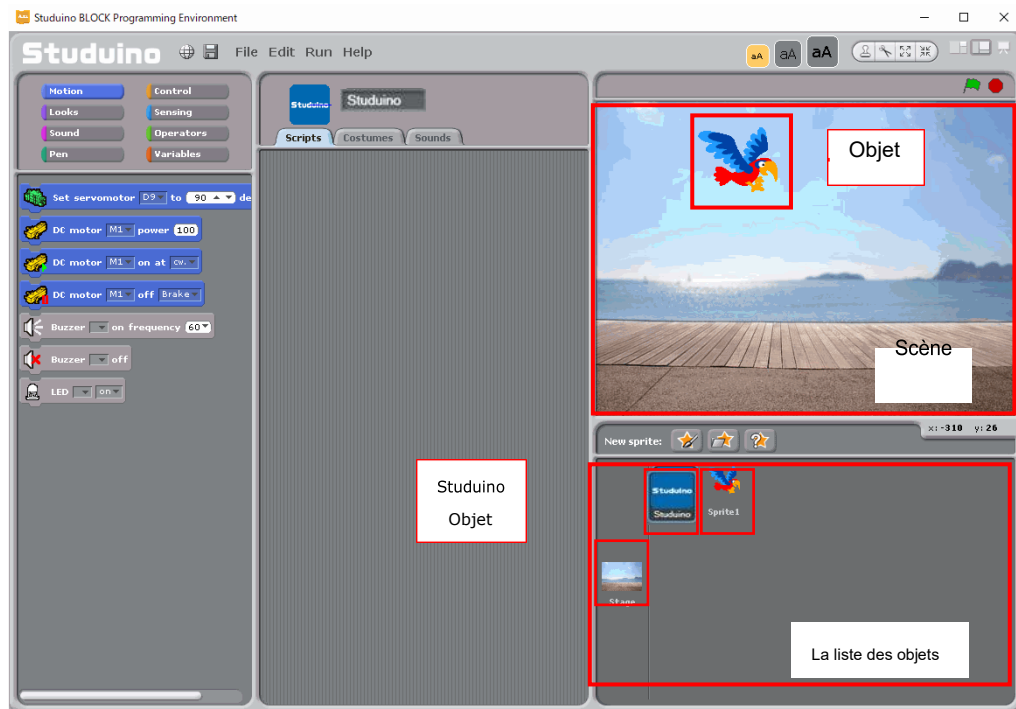 Studuino BLOCK Programming Environment
Studuino File Edit Run Help aA aA aA
Motion Control
Looks Sensing
Sound Operators
Pen Variables
Set servomotor D9 to 90 de
DC motor M1 power 100
DC motor M1 on at cw.
DC motor M1 off Brake
Buzzer on frequency 60
Buzzer off
LED on
Studuino Studuino
Scripts Costumes Sounds
Studuino
Objet
Objet
Scène
x: -310 y: 26
New sprite:
Studuino
Studuino
Sprite1
Stage
La liste des objets